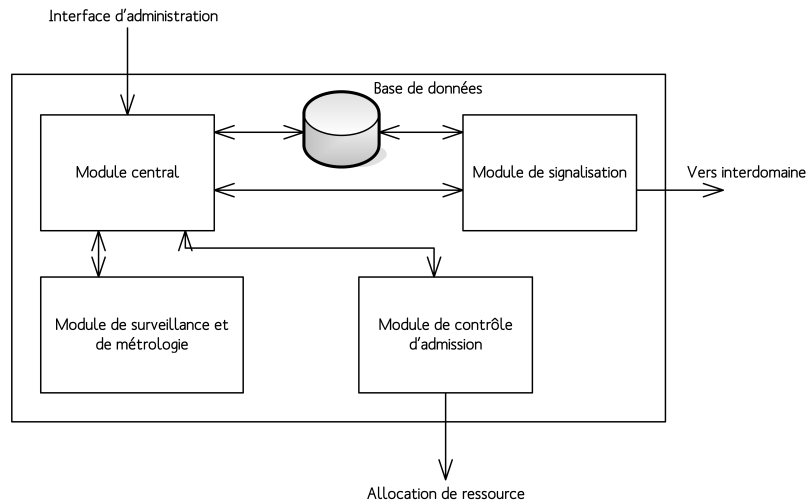 Interface d'administration
Base de données
Module central
Module de signalisation
Vers interdomaine
Module de surveillance et
de métrologie
Module de contrôle
d'admission
Allocation de ressource